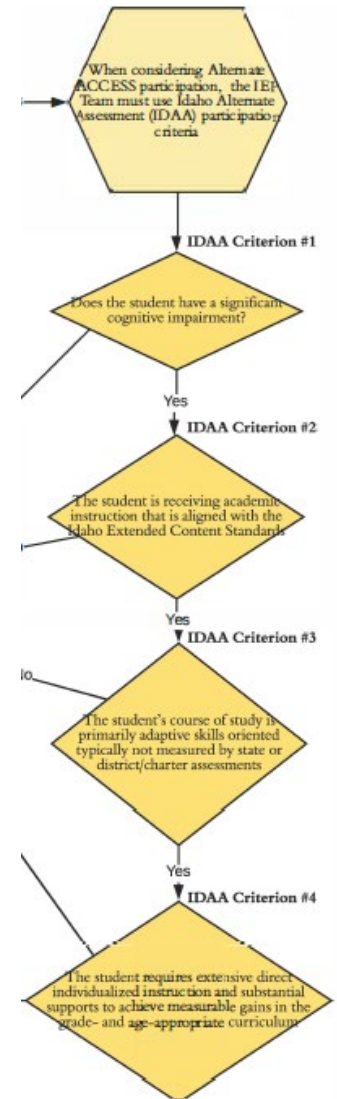 When considering Alternate
ACCESS participation, the IEP
Team must use Idaho Alternate
Assessment (IDAA) participation
criteria
IDAA Criterion #1
Does the student have a significant
cognitive impairment?
Yes
IDAA Criterion #2
The student is receiving academic
instruction that is aligned with the
Idaho Extended Content Standards
Yes
IDAA Criterion #3
The student's course of study is
primarily adaptive skills oriented
typically not measured by state or
district/charter assessments
Yes
IDAA Criterion #4
The student requires extensive direct
individualized instruction and substantial
supports to achieve measurable gains in the
grade- and age-appropriate curriculum